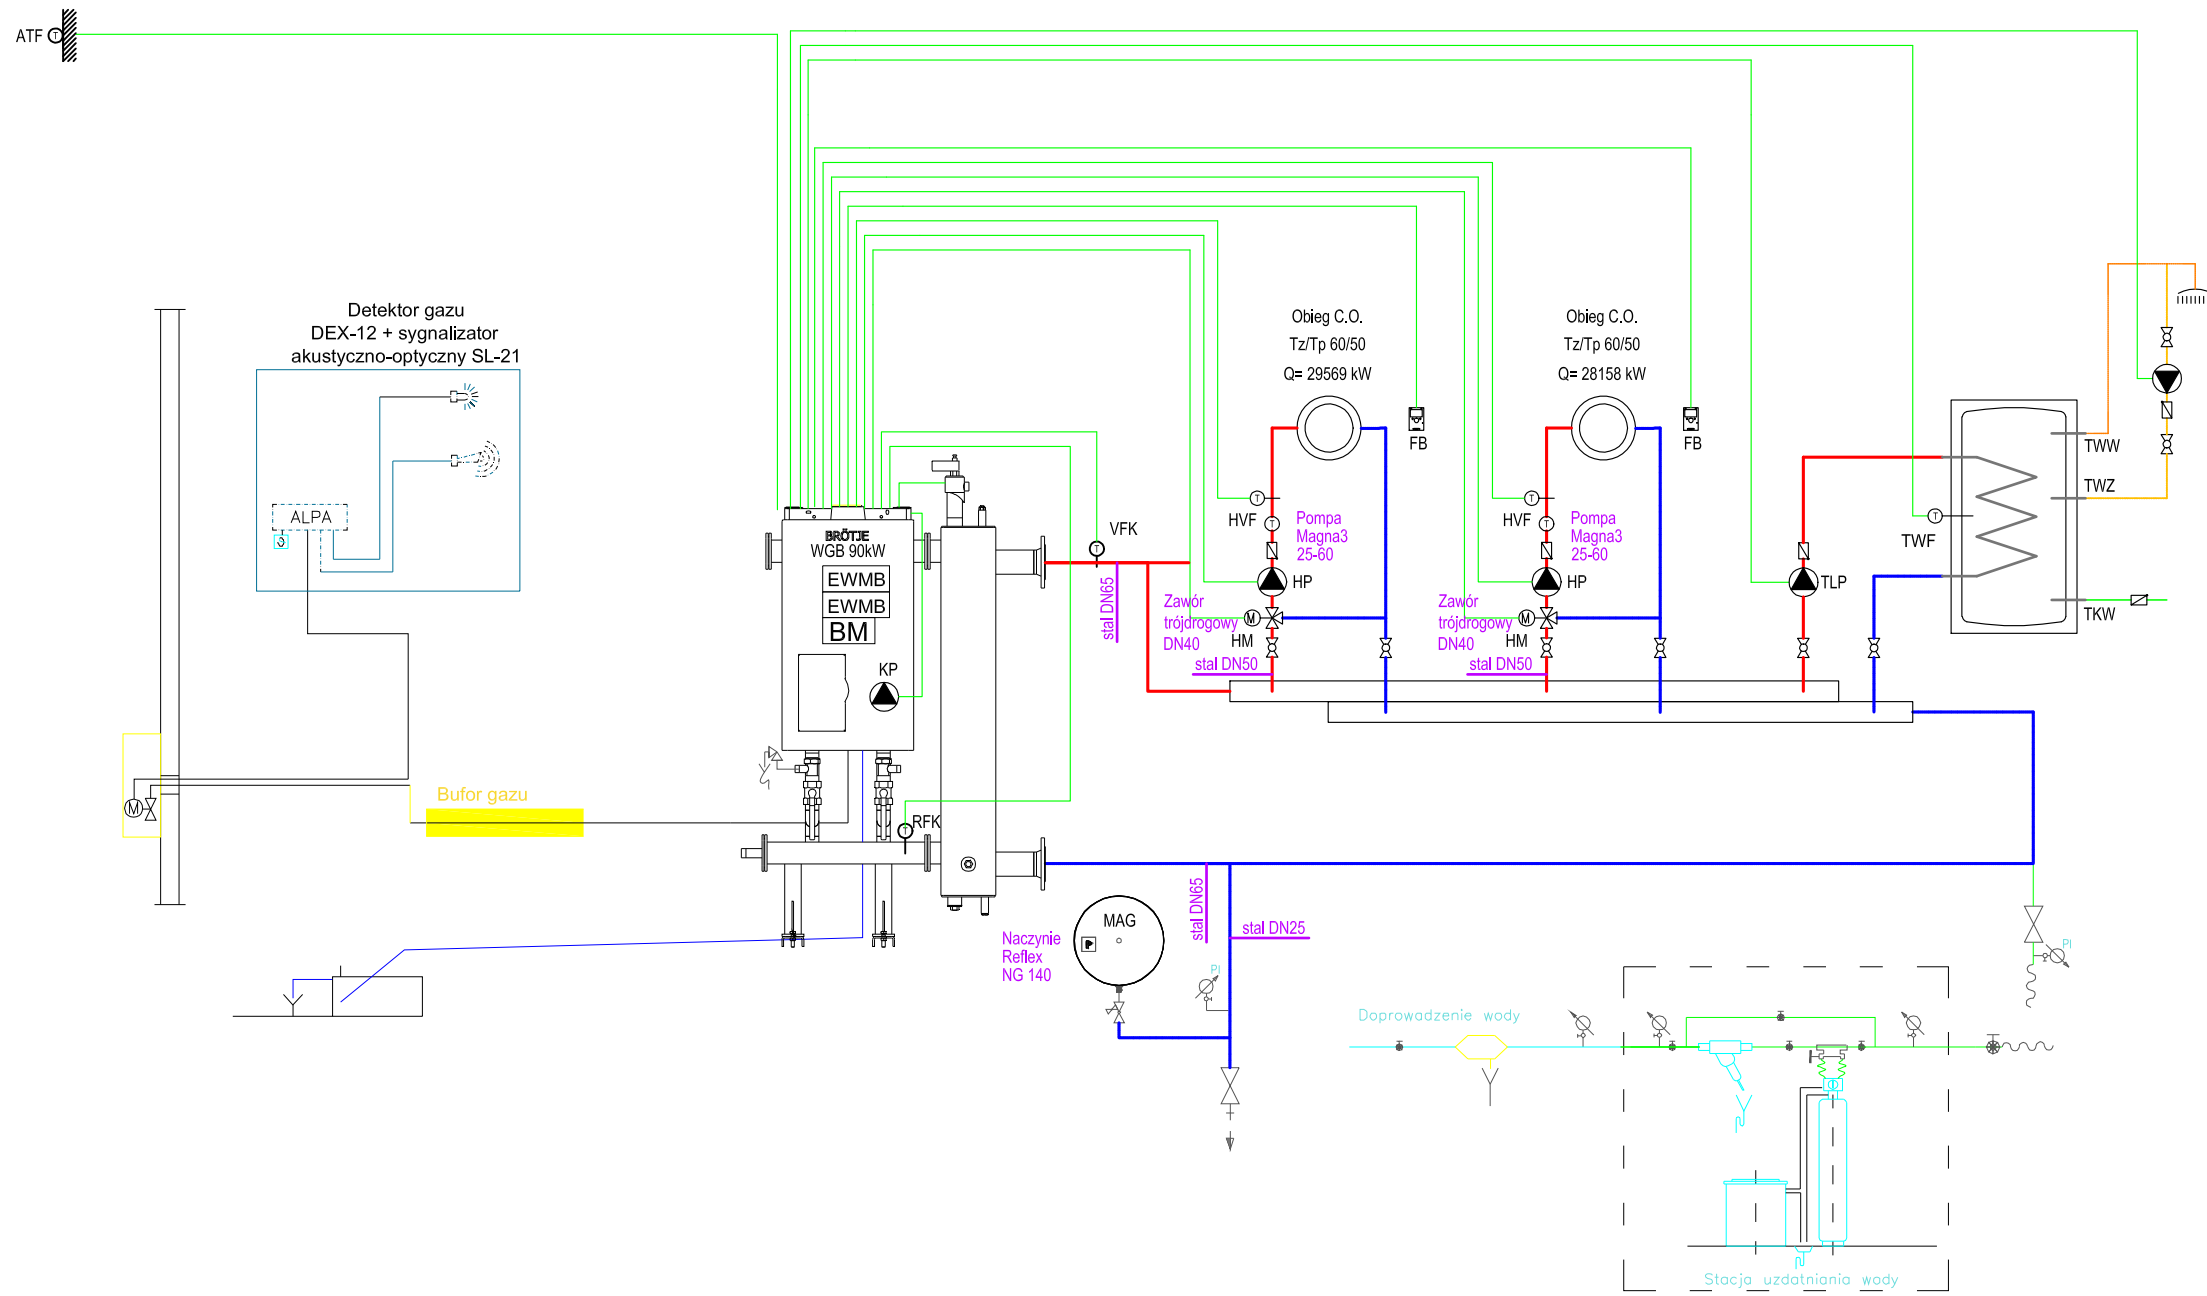 ATF
T
Detektor gazu
DEX-12 + sygnalizator
akustyczno-optyczny SL-21
ALPA
M
Bufor gazu
BRÖTJE
WGB 90kW
EWMB
EWMB
BM
KP
T
RFK
T
VFK
stal DN65
Obieg C.O.
Tz/Tp 60/50
Q= 29569 kW
FB
T
HVF
T
Pompa
Magna3
25-60
HP
Zawór
trójdrogowy
DN40
M
HM
stal DN50
Obieg C.O.
Tz/Tp 60/50
Q= 28158 kW
FB
T
HVF
T
Pompa
Magna3
25-60
HP
Zawór
trójdrogowy
DN40
M
HM
stal DN50
TLP
T
TWF
TWW
TWZ
TKW
MAG
P
Naczynie
Reflex
NG 140
stal DN65
stal DN25
PI
PI
Doprowadzenie wody
Stacja uzdatniania wody